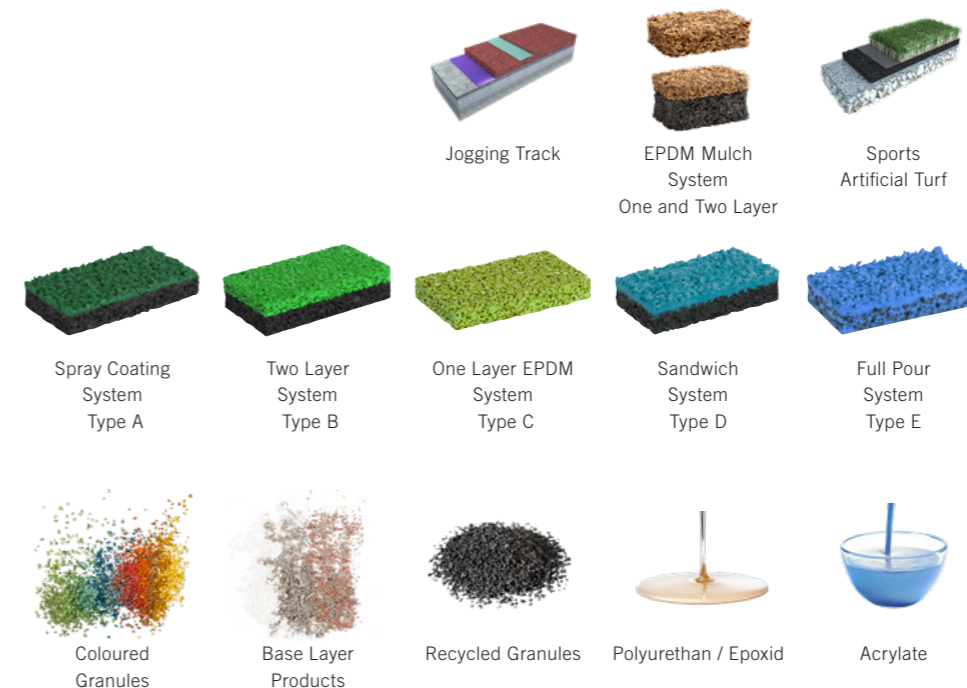 Jogging Track
EPDM Mulch
System
One and Two Layer
Sports
Artificial Turf
Spray Coating
System
Type A
Two Layer
System
Type B
One Layer EPDM
System
Type C
Sandwich
System
Type D
Full Pour
System
Type E
Coloured
Granules
Base Layer
Products
Recycled Granules
Polyurethan / Epoxid
Acrylate